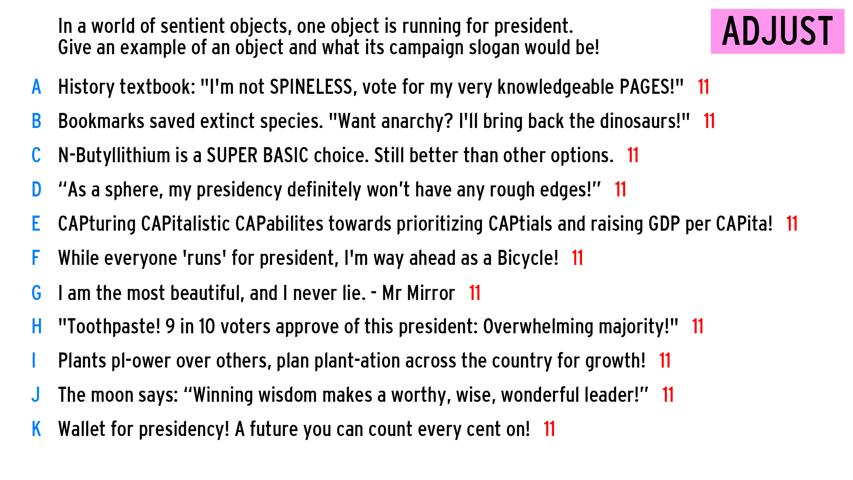 In a world of sentient objects, one object is running for president.
Give an example of an object and what its campaign slogan would be!
ADJUST
A History textbook: "I'm not SPINELESS, vote for my very knowledgeable PAGES!" 11
B Bookmarks saved extinct species. "Want anarchy? I'll bring back the dinosaurs!" 11
C N-Butyllithium is a SUPER BASIC choice. Still better than other options. 11
D “As a sphere, my presidency definitely won’t have any rough edges!” 11
E CAPturing CAPitalistic CAPabilites towards prioritizing CAPtials and raising GDP per CAPita! 11
F While everyone 'runs' for president, I'm way ahead as a Bicycle! 11
G I am the most beautiful, and I never lie. - Mr Mirror 11
H "Toothpaste! 9 in 10 voters approve of this president: Overwhelming majority!" 11
I Plants pl-ower over others, plan plant-ation across the country for growth! 11
J The moon says: “Winning wisdom makes a worthy, wise, wonderful leader!” 11
K Wallet for presidency! A future you can count every cent on! 11